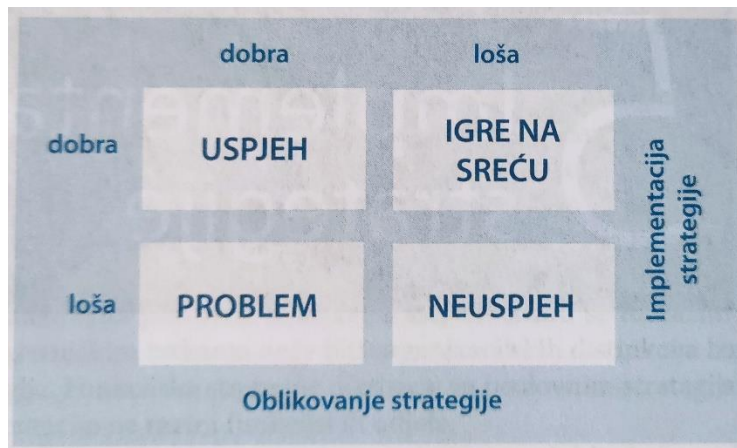 dobra loša
dobra
USPJEH
IGRE NA
SREĆU
loša
PROBLEM
NEUSPJEH
Implementacija
strategije
Oblikovanje strategije